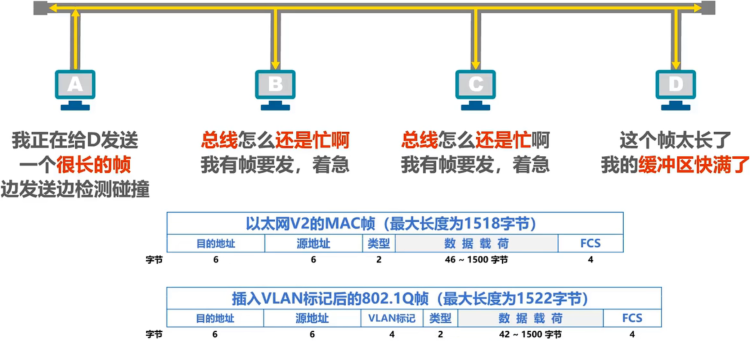 A B C D
我正在给D发送 总线怎么还是忙啊 总线怎么还是忙啊 这个帧太长了
一个很长的帧 我有帧要发，着急 我有帧要发，着急 我的缓冲区快满了
边发送边检测碰撞
以太网V2的MAC帧（最大长度为1518字节）
目的地址 源地址 类型 数 据 载 荷 FCS
字节 6 6 2 46 ~ 1500 字节 4
插入VLAN标记后的802.1Q帧（最大长度为1522字节）
目的地址 源地址 VLAN标记 类型 数 据 载 荷 FCS
字节 6 6 4 2 42 ~ 1500 字节 4